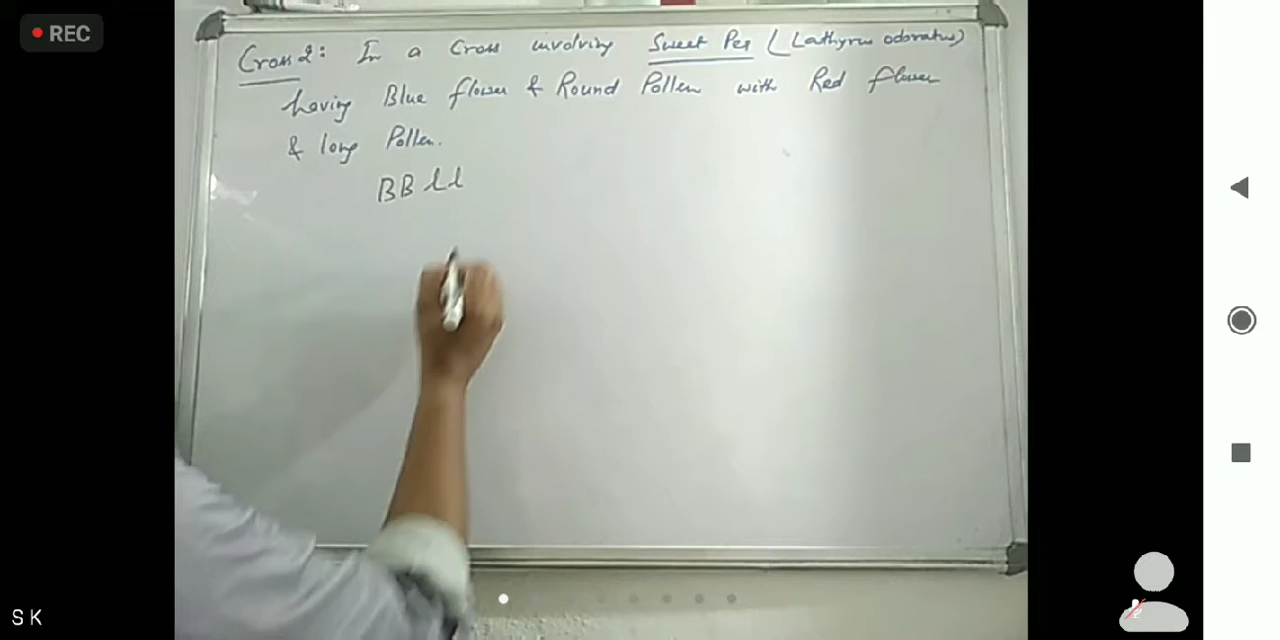 REC
Cross 2: In a Cross involving Sweet Pea (Lathyrus odoratus)
having Blue flower & Round Pollen with Red flower
& long Pollen.
BB ll
S K